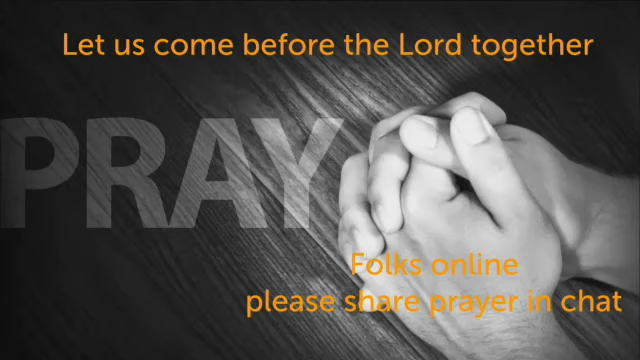 Let us come before the Lord together
PRAY
Folks online
please share prayer in chat